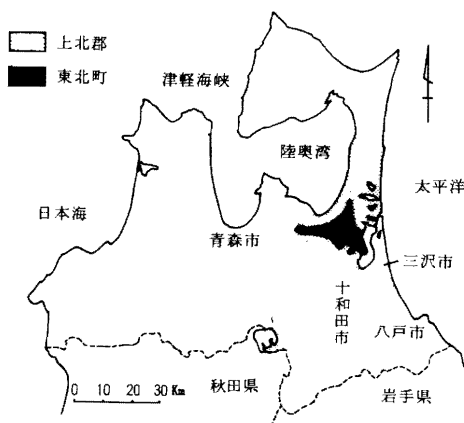 上北郡
東北町
津軽海峡
陸奥湾
太平洋
日本海
青森市
三沢市
十和田市
八戸市
秋田県
岩手県
0 10 20 30 Km